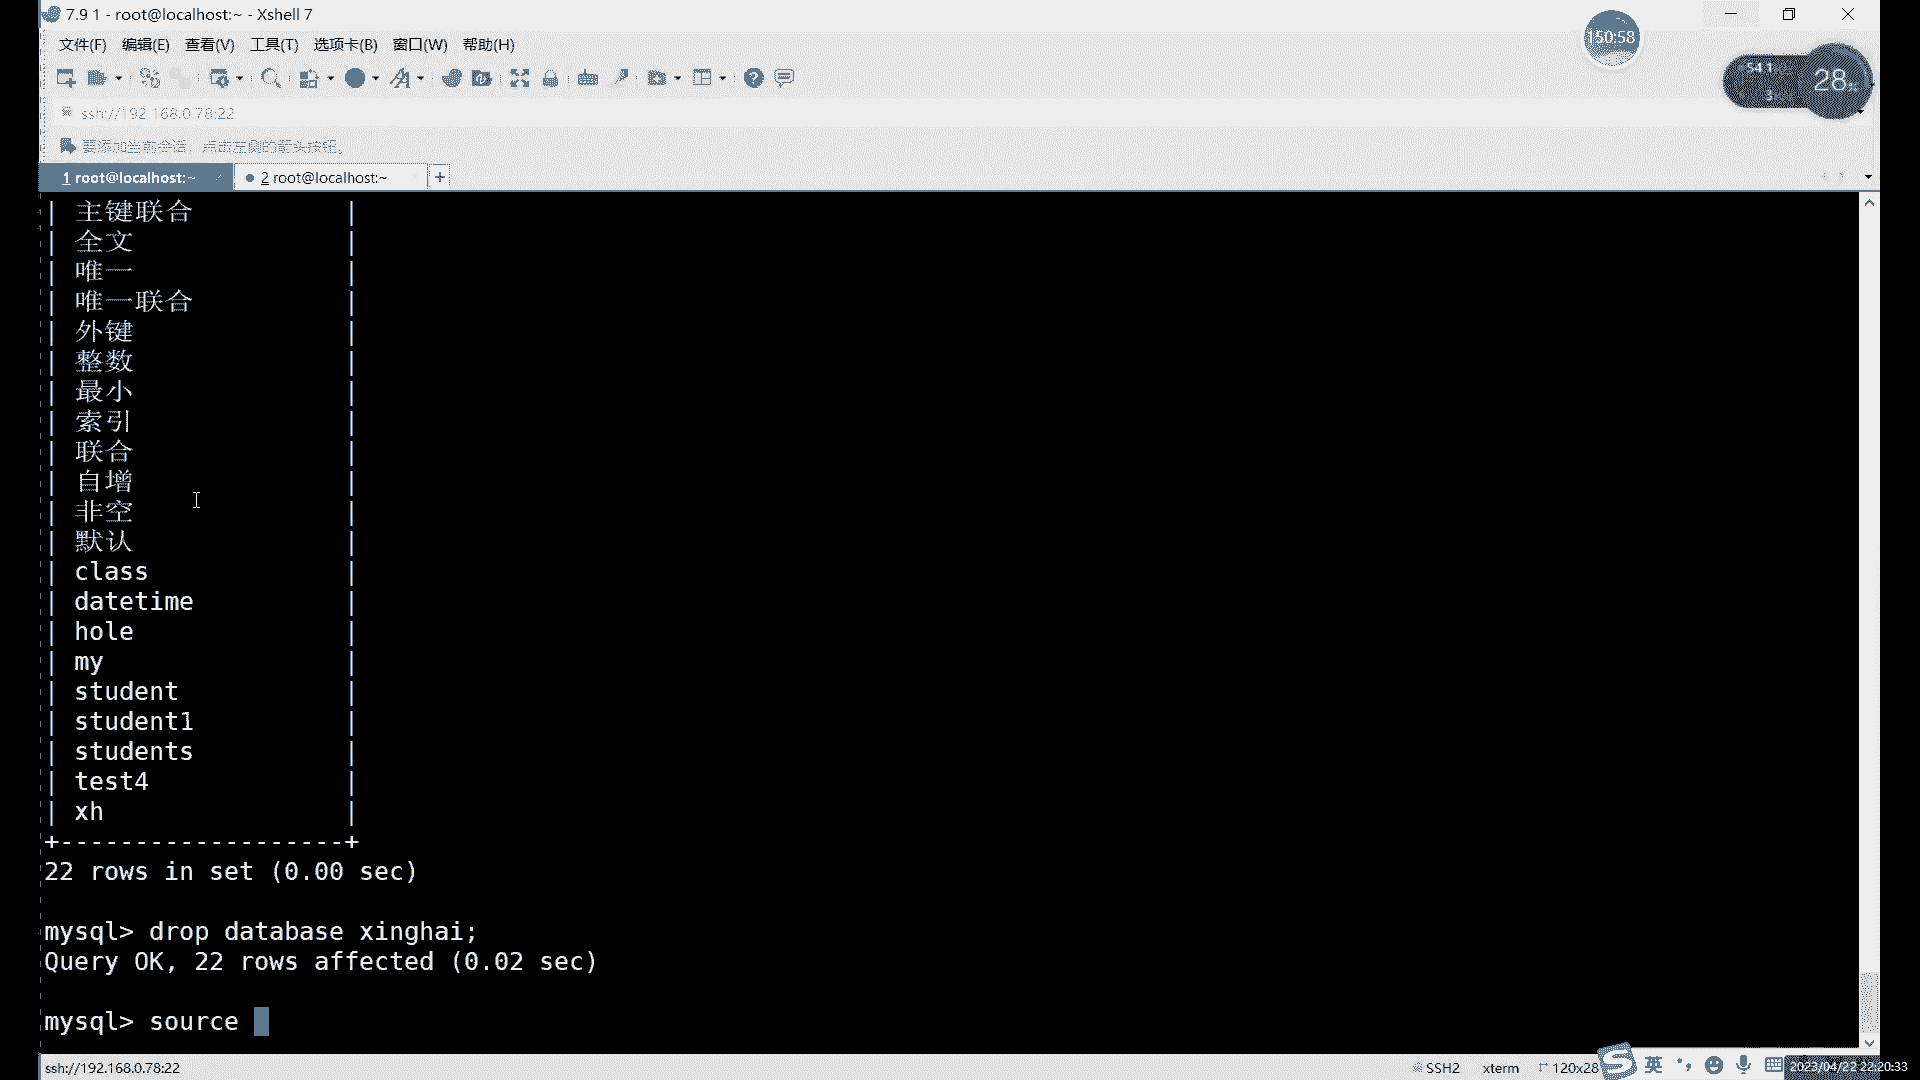 7.9 1 - root@localhost:~ - Xshell 7
150:58
文件(F) 编辑(E) 查看(V) 工具(T) 选项卡(B) 窗口(W) 帮助(H)
54.1
28%
ssh://192.168.0.78:22
要添加当前会话，点击左侧的箭头按钮。
1 root@localhost:~ 2 root@localhost:~ +
| 主键联合 |
| 全文 |
| 唯一 |
| 唯一联合 |
| 外键 |
| 整数 |
| 最小 |
| 索引 |
| 联合 |
| 自增 |
| 非空 |
| 默认 |
| class |
| datetime |
| hole |
| my |
| student |
| student1 |
| students |
| test4 |
| xh |
+-------------------+
22 rows in set (0.00 sec)
mysql> drop database xinghai;
Query OK, 22 rows affected (0.02 sec)
mysql> source
ssh://192.168.0.78:22 SSH2 xterm 120x28 英 2023/04/22 22:20:33